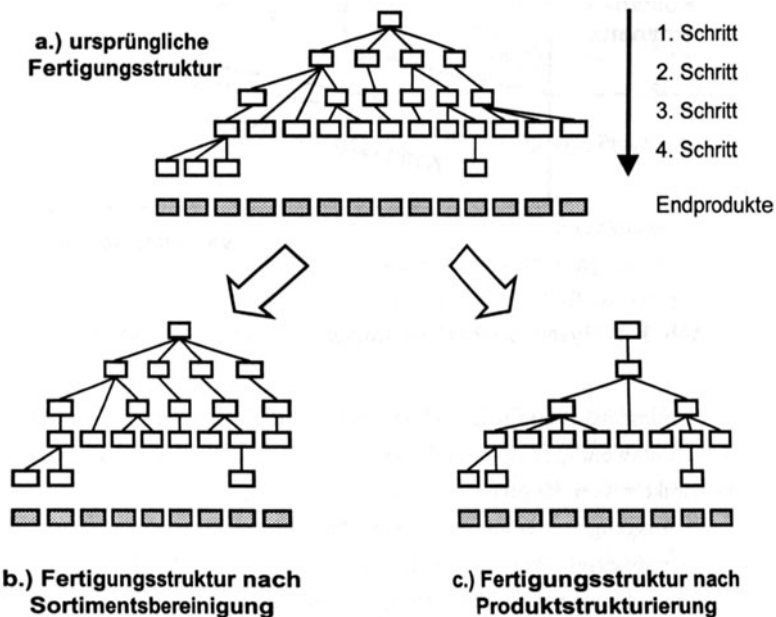 a.) ursprüngliche
Fertigungsstruktur
1. Schritt
2. Schritt
3. Schritt
4. Schritt
Endprodukte
b.) Fertigungsstruktur nach
Sortimentsbereinigung
c.) Fertigungsstruktur nach
Produktstrukturierung